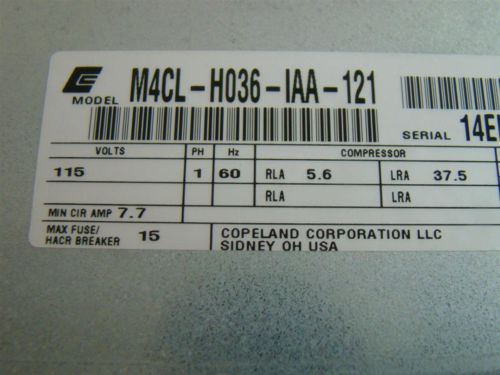 MODEL M4CL-H036-IAA-121
SERIAL
VOLTS PH Hz COMPRESSOR
115 1 60 RLA 5.6 LRA 37.5
RLA LRA
MIN CIR AMP 7.7
MAX FUSE/
HACR BREAKER 15
COPELAND CORPORATION LLC
SIDNEY OH USA